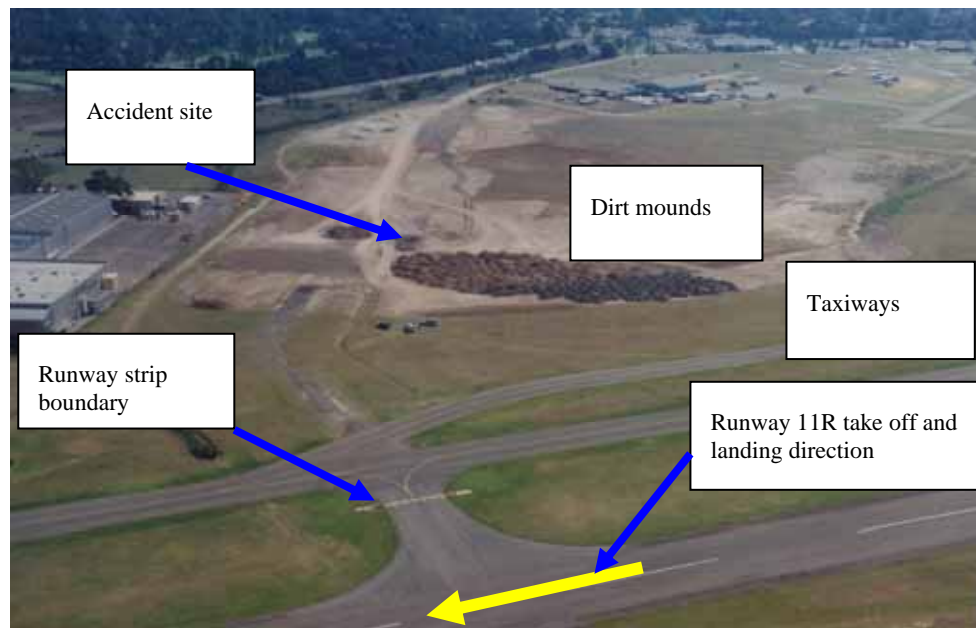 Accident site
Dirt mounds
Taxiways
Runway strip
boundary
Runway 11R take off and
landing direction